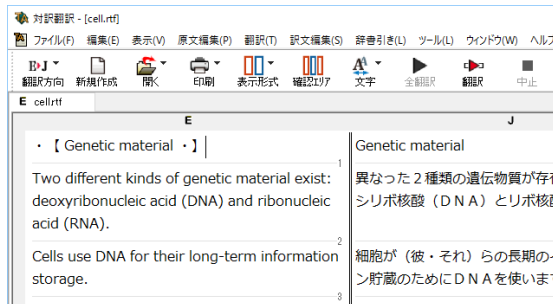 対訳翻訳 - [cell.rtf]
ファイル(F) 編集(E) 表示(V) 原文編集(P) 翻訳(T) 訳文編集(S) 辞書引き(L) ツール(L) ウィンドウ(W) ヘルプ
E›J
翻訳方向 新規作成 開く 印刷 表示形式 確認エリア 文字 全翻訳 翻訳 中止
E cell.rtf
E J
・【 Genetic material ・】 Genetic material
1
Two different kinds of genetic material exist: 異なった２種類の遺伝物質が存
deoxyribonucleic acid (DNA) and ribonucleic シリボ核酸（ＤＮＡ）とリボ核
acid (RNA).
2
Cells use DNA for their long-term information 細胞が（彼・それ）らの長期の
storage. ン貯蔵のためにＤＮＡを使いま
3